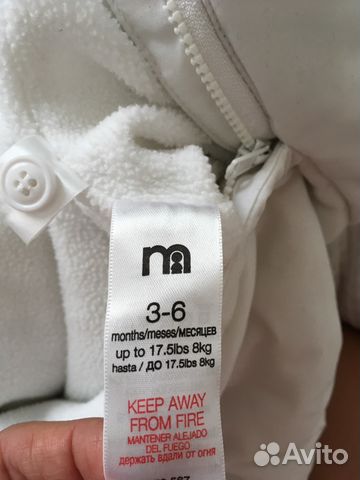 m
3-6
months/meses/МЕСЯЦЕВ
up to 17.5lbs 8kg
hasta / ДО 17.5lbs 8kg
KEEP AWAY
FROM FIRE
MANTENER ALEJADO
DEL FUEGO
держать вдали от огня
Avito